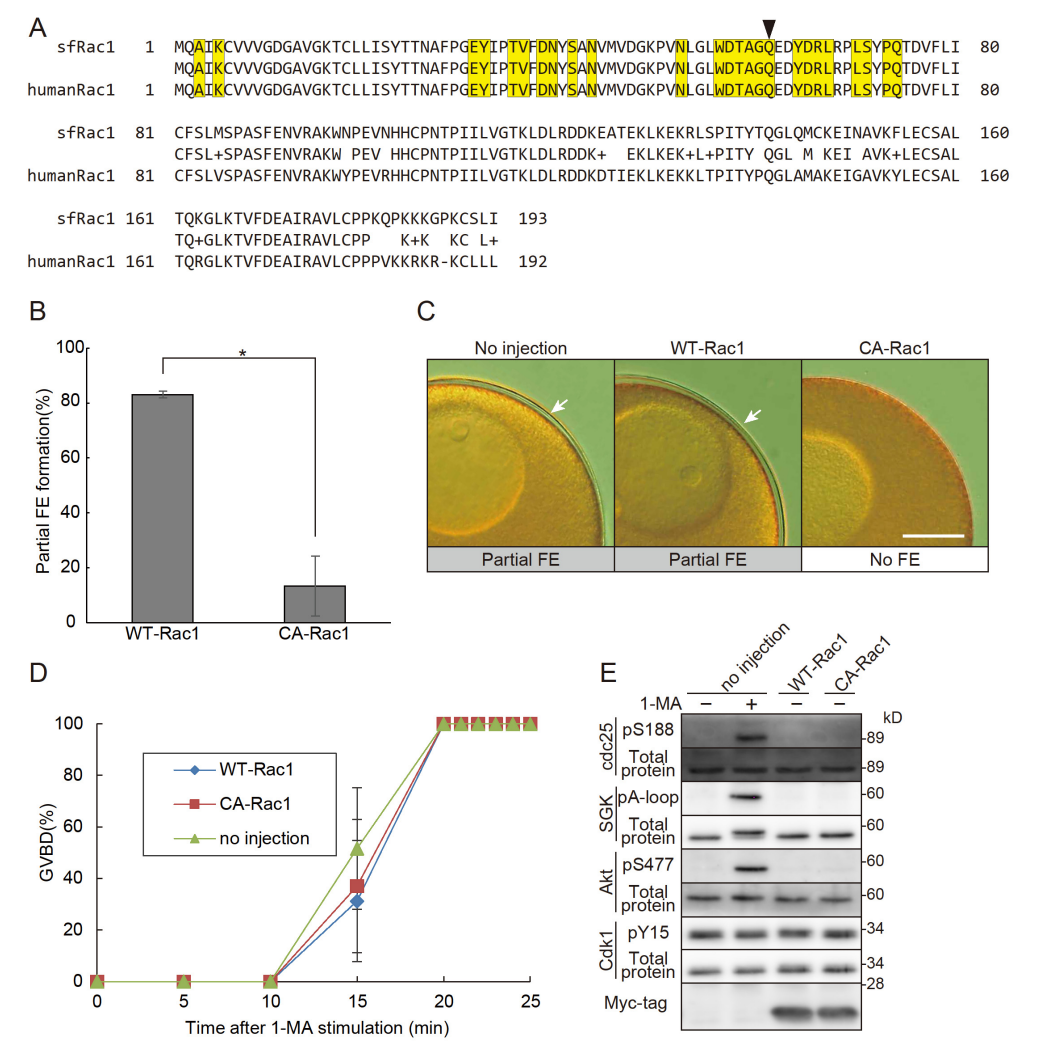 A
sfRac1 1 MQAIKCVVVGDGAVGKTCLLISYTTNAFPGEYIPTVFDNYSANVMVDGKPVNLGLWDTAGQEDYDRLRPLSYPQTDVFLI 80
MQAIKCVVVGDGAVGKTCLLISYTTNAFPGEYIPTVFDNYSANVMVDGKPVNLGLWDTAGQEDYDRLRPLSYPQTDVFLI
humanRac1 1 MQAIKCVVVGDGAVGKTCLLISYTTNAFPGEYIPTVFDNYSANVMVDGKPVNLGLWDTAGQEDYDRLRPLSYPQTDVFLI 80
sfRac1 81 CFSLMSPASFENVRAKWNPEVNHHCPNTPIILVGTKLDLRDDKEATEKLKEKRLSPITYTQGLQMCKEINAVKFLECSAL 160
CFSL+SPASFENVRAKW PEV HHCPNTPIILVGTKLDLRDDK+ EKLKEK+L+PITY QGL M KEI AVK+LECSAL
humanRac1 81 CFSLVSPASFENVRAKWYPEVRHHCPNTPIILVGTKLDLRDDKDTIEKLKEKKLTPITYPQGLAMAKEIGAVKYLECSAL 160
sfRac1 161 TQKGLKTVFDEAIRAVLCPPKQPKKKGPKCSLI 193
TQ+GLKTVFDEAIRAVLCPP K+K KC L+
humanRac1 161 TQRGLKTVFDEAIRAVLCPPPVKKRKR-KCLLL 192
B
Partial FE formation(%)
100
80
60
40
20
0
*
WT-Rac1 CA-Rac1
C
No injection WT-Rac1 CA-Rac1
Partial FE Partial FE No FE
D
GVBD(%)
100
80
60
40
20
0
WT-Rac1
CA-Rac1
no injection
0 5 10 15 20 25
Time after 1-MA stimulation (min)
E
no injection WT-Rac1 CA-Rac1
1-MA − + − −
kD
cdc25
pS188 89
Total protein 89
SGK
pA-loop 60
Total protein 60
Akt
pS477 60
Total protein 60
Cdk1
pY15 34
Total protein 34
28
Myc-tag